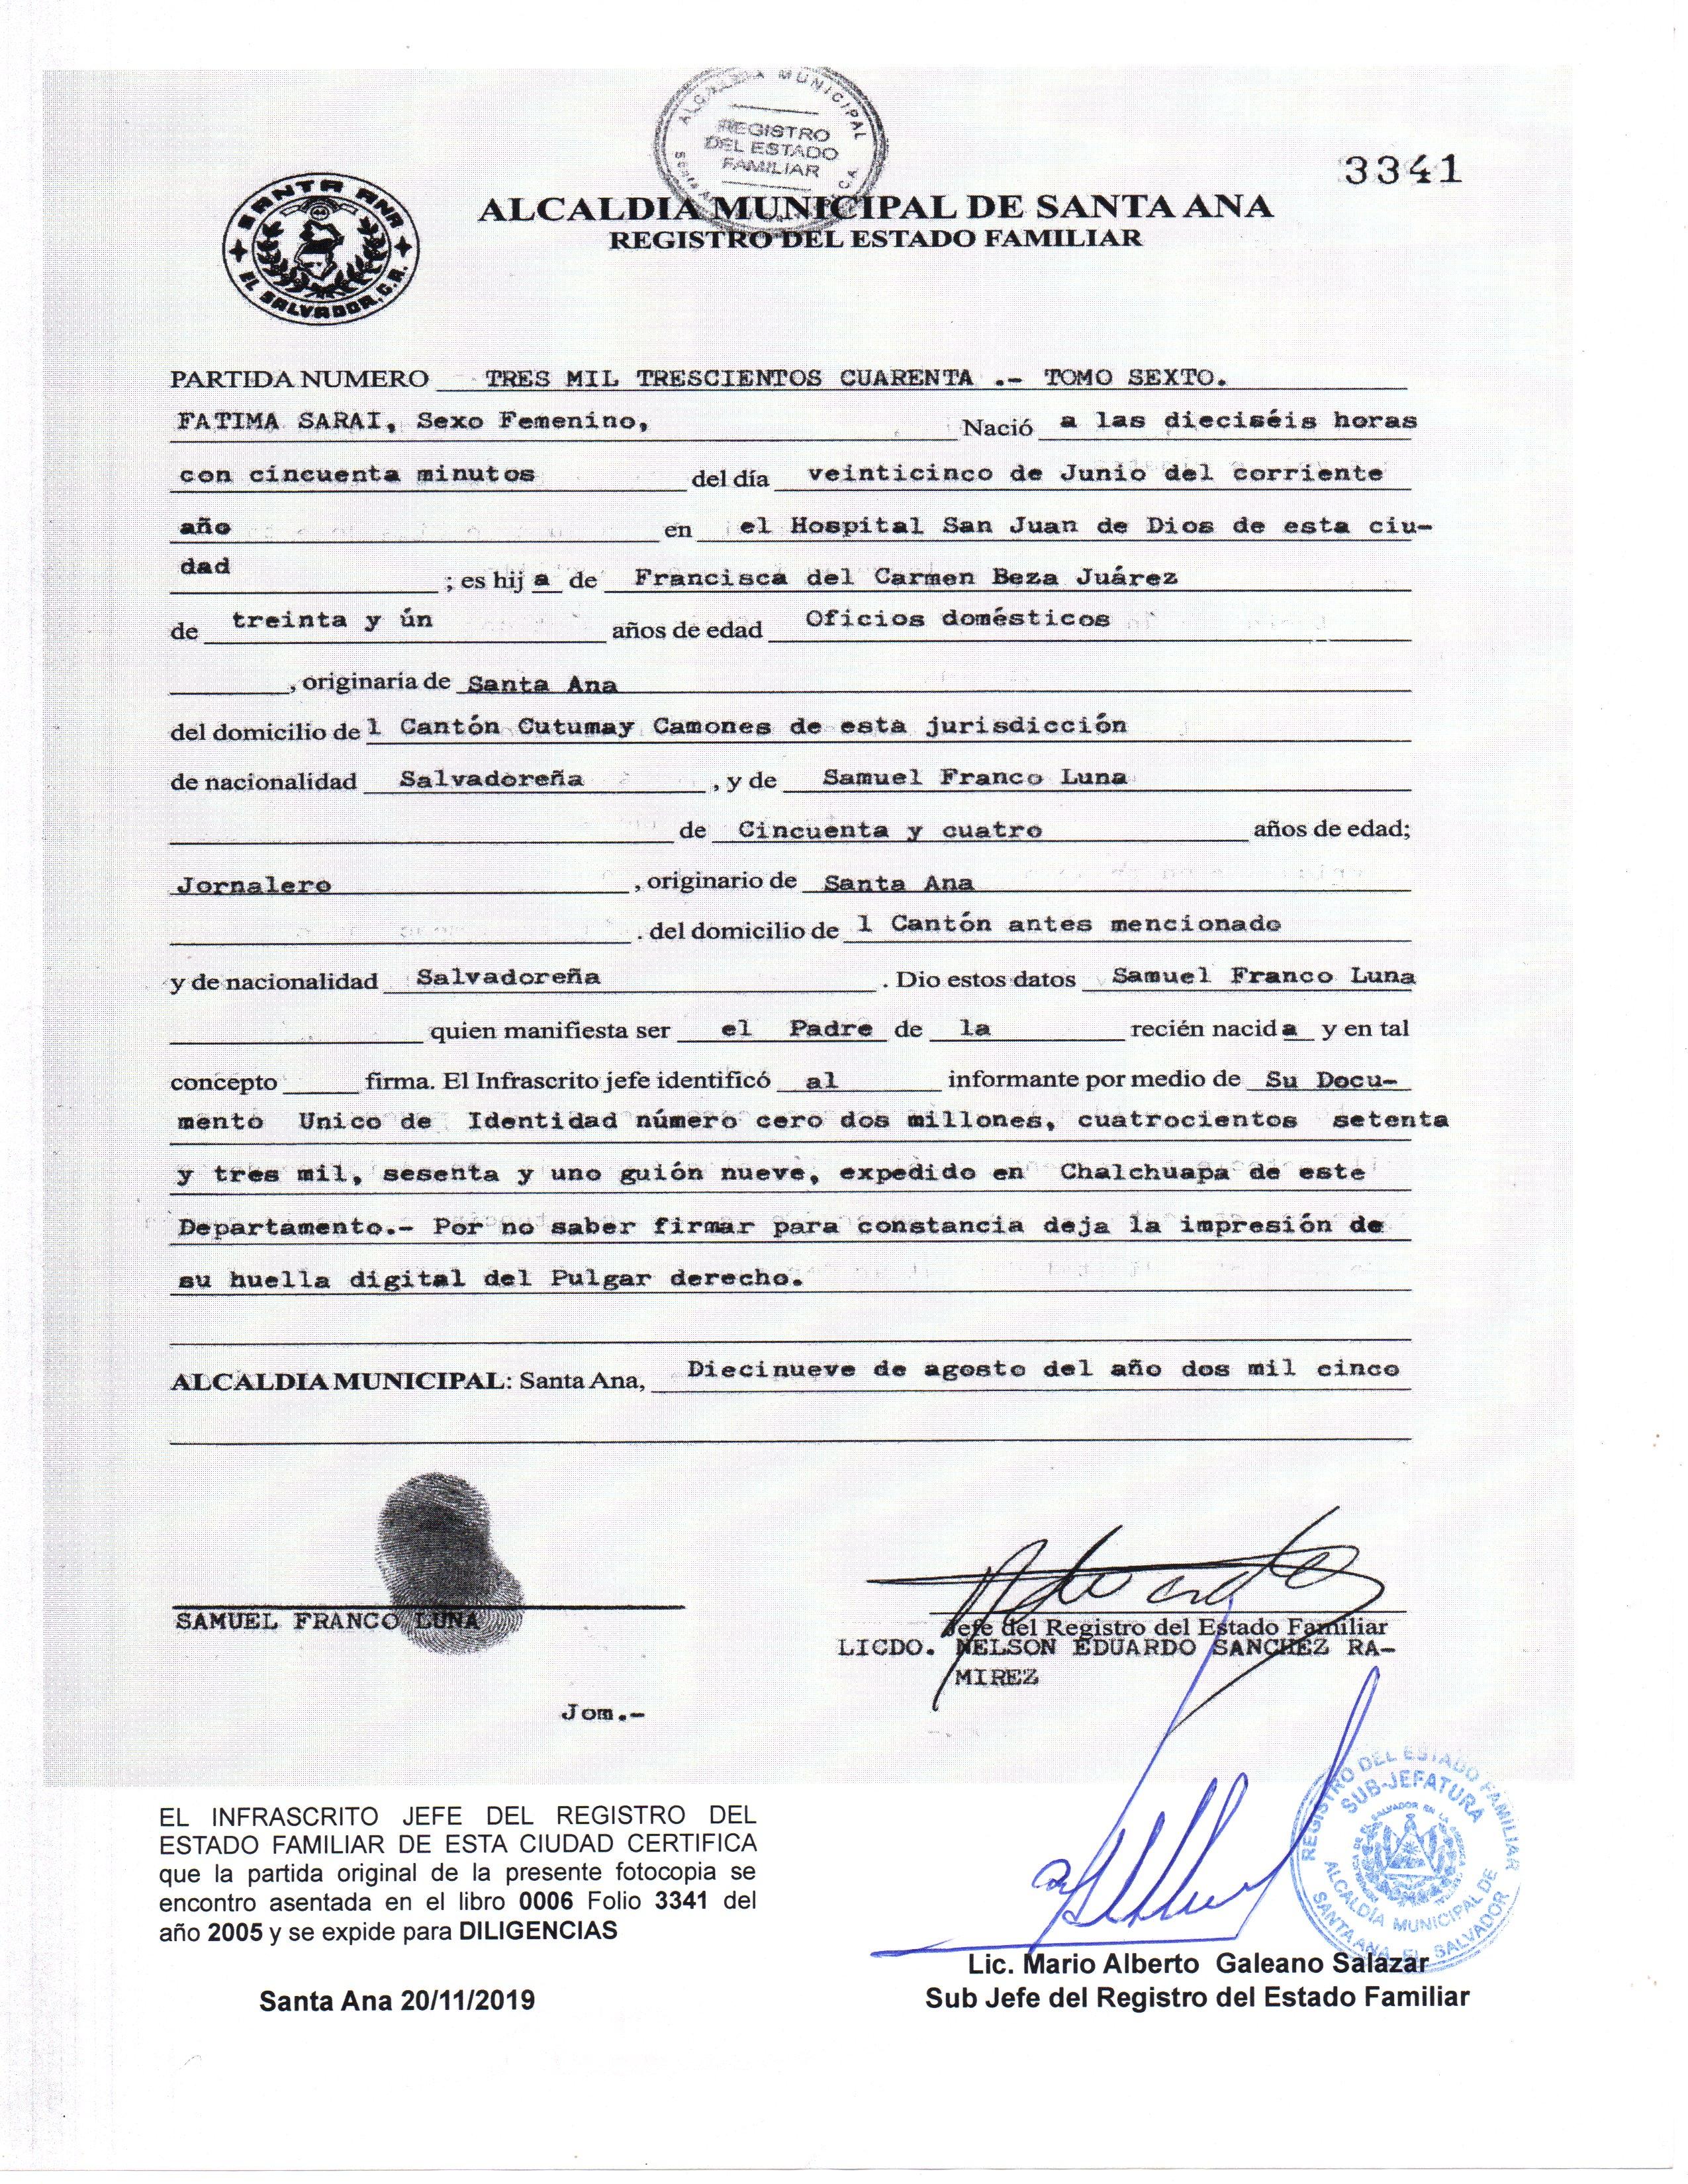 ALCALDIA MUNICIPAL
REGISTRO
DEL ESTADO
FAMILIAR
3341
SANTA ANA
EL SALVADOR, C.A.
ALCALDIA MUNICIPAL DE SANTA ANA
REGISTRO DEL ESTADO FAMILIAR
PARTIDA NUMERO TRES MIL TRESCIENTOS CUARENTA .- TOMO SEXTO.
FATIMA SARAI, Sexo Femenino, Nació a las dieciséis horas
con cincuenta minutos del día veinticinco de Junio del corriente
año en el Hospital San Juan de Dios de esta ciu-
dad ; es hij a de Francisca del Carmen Beza Juárez
de treinta y ún años de edad Oficios domésticos
, originaria de Santa Ana
del domicilio de l Cantón Cutumay Camones de esta jurisdicción
de nacionalidad Salvadoreña , y de Samuel Franco Luna
de Cincuenta y cuatro años de edad;
Jornalero , originario de Santa Ana
. del domicilio de l Cantón antes mencionado
y de nacionalidad Salvadoreña . Dio estos datos Samuel Franco Luna
quien manifiesta ser el Padre de la recién nacid a y en tal
concepto firma. El Infrascrito jefe identificó al informante por medio de Su Docu-
mento Unico de Identidad número cero dos millones, cuatrocientos setenta
y tres mil, sesenta y uno guión nueve, expedido en Chalchuapa de este
Departamento.- Por no saber firmar para constancia deja la impresión de
su huella digital del Pulgar derecho.
ALCALDIA MUNICIPAL: Santa Ana, Diecinueve de agosto del año dos mil cinco
SAMUEL FRANCO LUNA
Jefe del Registro del Estado Familiar
LICDO. NELSON EDUARDO SANCHEZ RA-
MIREZ
Jom.-
EL INFRASCRITO JEFE DEL REGISTRO DEL
ESTADO FAMILIAR DE ESTA CIUDAD CERTIFICA
que la partida original de la presente fotocopia se
encontro asentada en el libro 0006 Folio 3341 del
año 2005 y se expide para DILIGENCIAS
Santa Ana 20/11/2019
REGISTRO DEL ESTADO FAMILIAR
SUB-JEFATURA
ALCALDÍA MUNICIPAL DE
SANTA ANA, EL SALVADOR
Lic. Mario Alberto Galeano Salazar
Sub Jefe del Registro del Estado Familiar